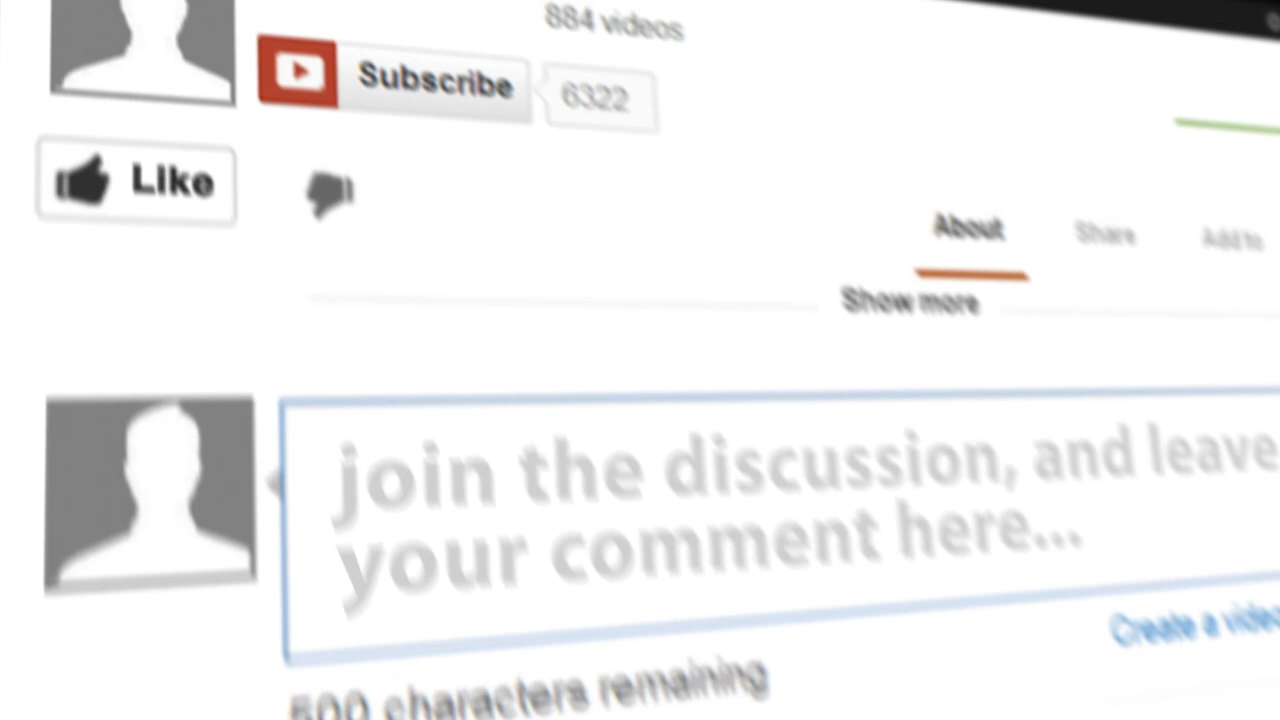 884 videos
Subscribe
6322
Like
About
Share
Add to
Show more
join the discussion, and leave
your comment here...
Create a video
500 characters remaining